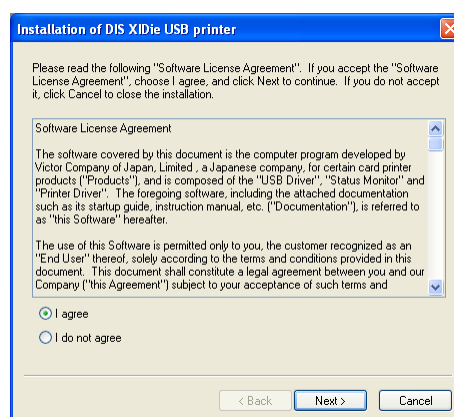 Installation of DIS XIDie USB printer
Please read the following "Software License Agreement". If you accept the "Software
License Agreement", choose I agree, and click Next to continue. If you do not accept
it, click Cancel to close the installation.
Software License Agreement
The software covered by this document is the computer program developed by
Victor Company of Japan, Limited , a Japanese company, for certain card printer
products ("Products"), and is composed of the "USB Driver", "Status Monitor" and
"Printer Driver". The foregoing software, including the attached documentation
such as its startup guide, instruction manual, etc. ("Documentation"), is referred to
as "this Software" hereafter.
The use of this Software is permitted only to you, the customer recognized as an
"End User" thereof, solely according to the terms and conditions provided in this
document. This document shall constitute a legal agreement between you and our
Company ("this Agreement") subject to your acceptance of such terms and
I agree
I do not agree
< Back Next > Cancel